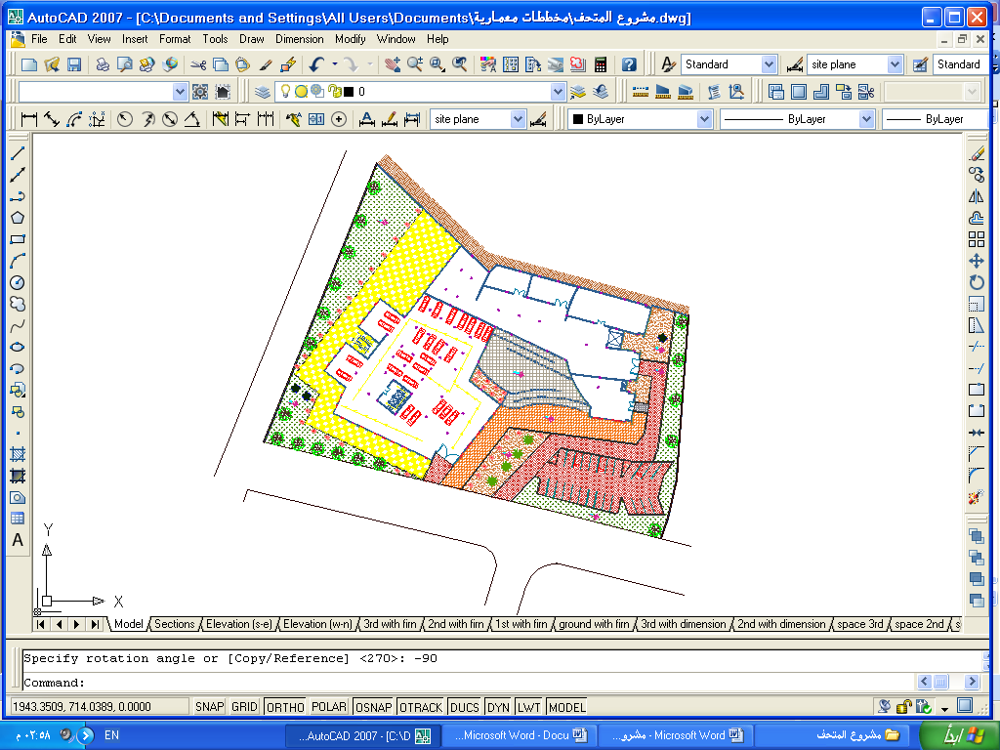 AutoCAD 2007 - [C:\Documents and Settings\All Users\Documents\مخططات معمارية\مشروع المتحف.dwg]
File Edit View Insert Format Tools Draw Dimension Modify Window Help
Standard site plane Standard
0
site plane ByLayer ByLayer ByLayer
Y
X
A
Model Sections Elevation (s-e) Elevation (w-n) 3rd with firn 2nd with firn 1st with firn ground with firn 3rd with dimension 2nd with dimension space 3rd space 2nd s
Specify rotation angle or [Copy/Reference] <270>: -90
Command:
1943.3509, 714.0389, 0.0000 SNAP GRID ORTHO POLAR OSNAP OTRACK DUCS DYN LWT MODEL
٠٢:٥٨ م EN ...AutoCAD 2007 - [C:\D ...Microsoft Word - Docu ...مشرو - Microsoft Word مشروع المتحف ابدأ